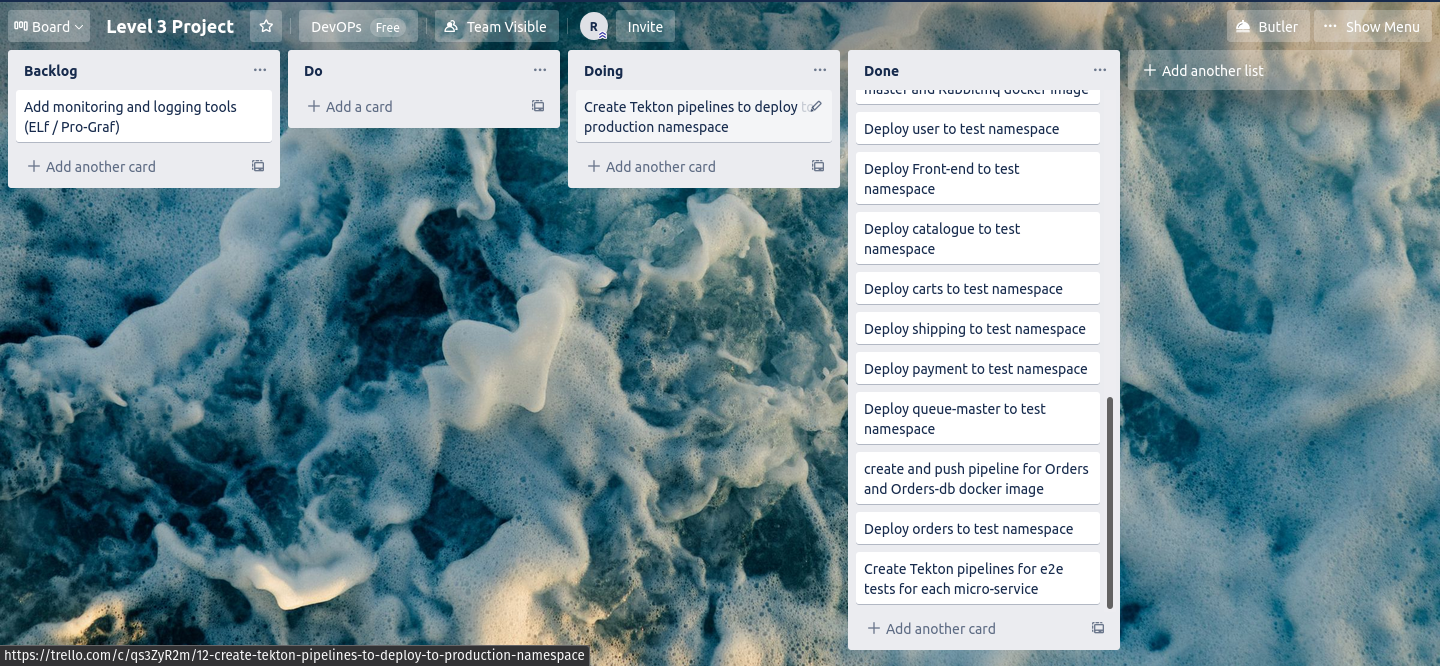 Board
Level 3 Project
DevOPs Free
Team Visible
R
Invite
Butler
Show Menu
Backlog
Add monitoring and logging tools
(ELf / Pro-Graf)
+ Add another card
Do
+ Add a card
Doing
Create Tekton pipelines to deploy to
production namespace
+ Add another card
Done
master and Rabbitmq docker image
Deploy user to test namespace
Deploy Front-end to test
namespace
Deploy catalogue to test
namespace
Deploy carts to test namespace
Deploy shipping to test namespace
Deploy payment to test namespace
Deploy queue-master to test
namespace
create and push pipeline for Orders
and Orders-db docker image
Deploy orders to test namespace
Create Tekton pipelines for e2e
tests for each micro-service
+ Add another card
+ Add another list
https://trello.com/c/qs3ZyR2m/12-create-tekton-pipelines-to-deploy-to-production-namespace